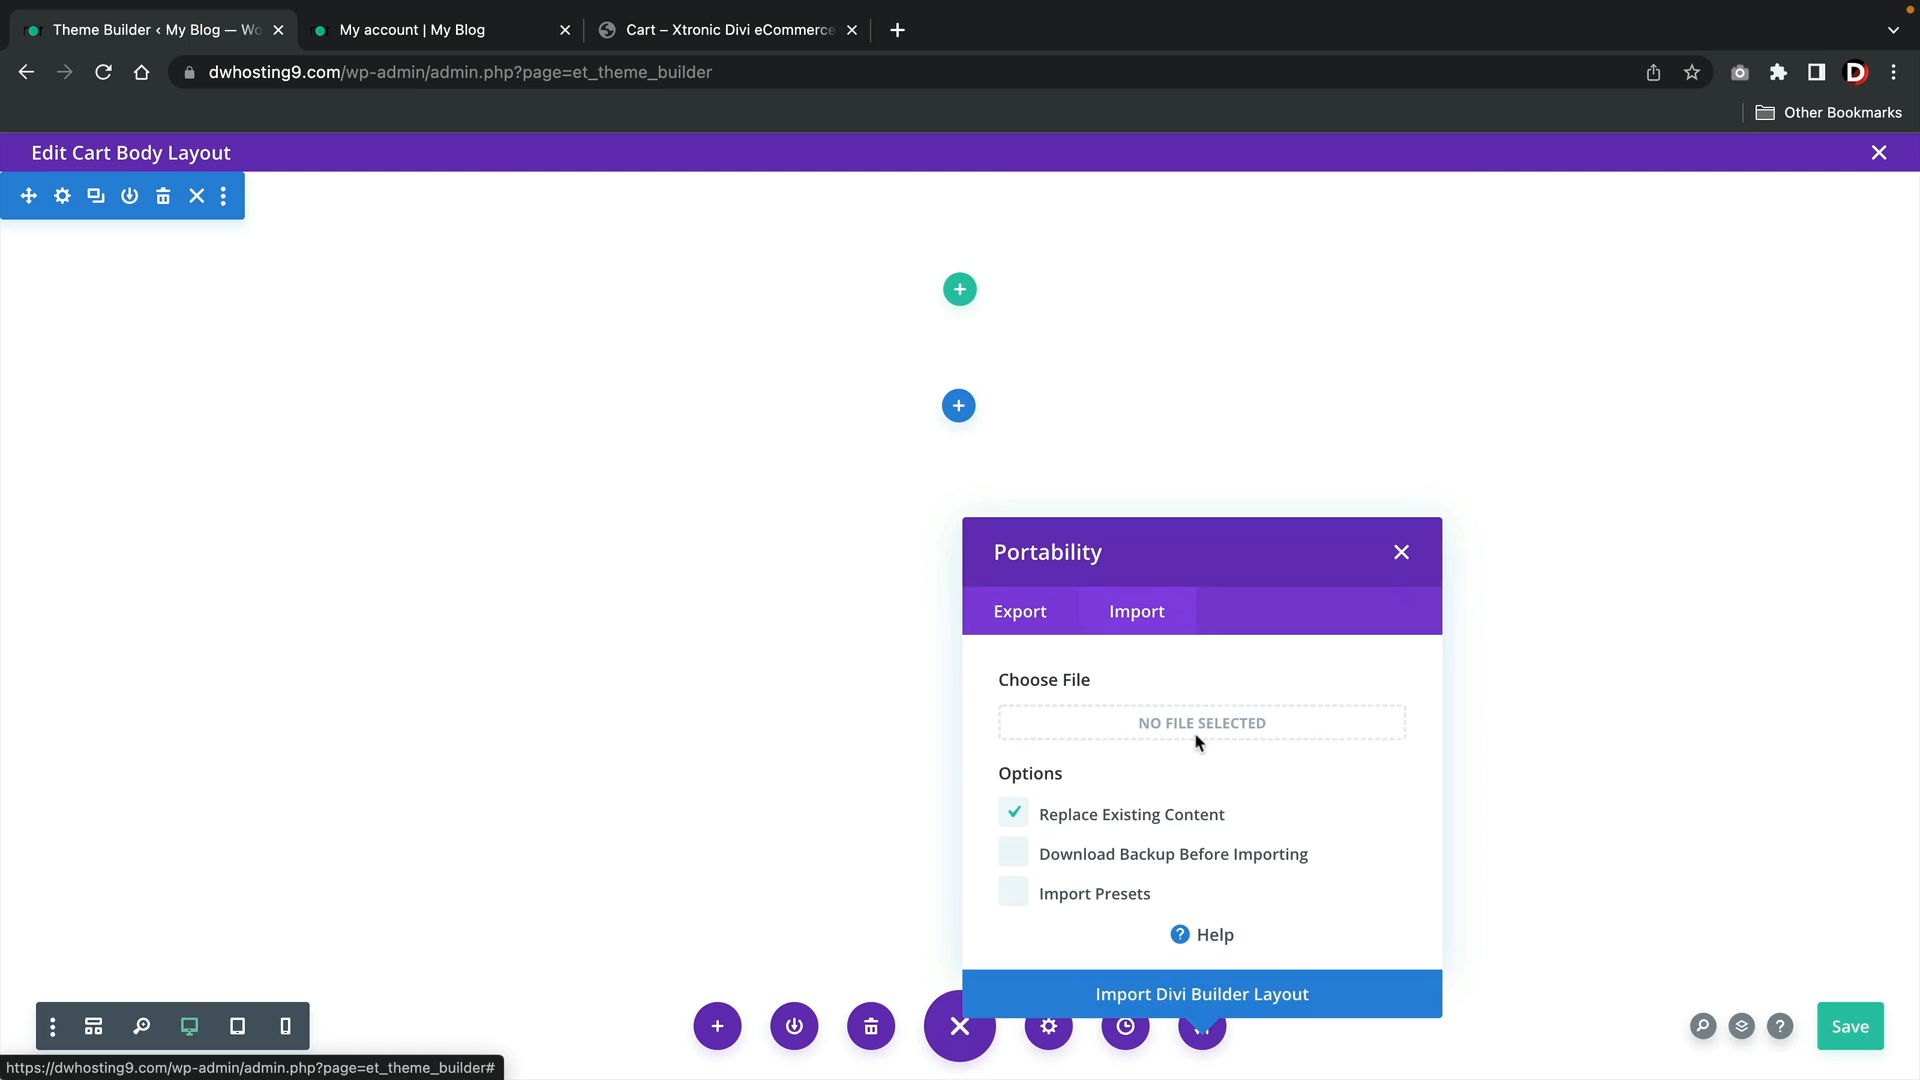 Theme Builder ‹ My Blog — Wo
My account | My Blog
Cart – Xtronic Divi eCommerce
dwhosting9.com/wp-admin/admin.php?page=et_theme_builder
Other Bookmarks
Edit Cart Body Layout
Portability
Export
Import
Choose File
NO FILE SELECTED
Options
Replace Existing Content
Download Backup Before Importing
Import Presets
Help
Import Divi Builder Layout
Save
https://dwhosting9.com/wp-admin/admin.php?page=et_theme_builder#